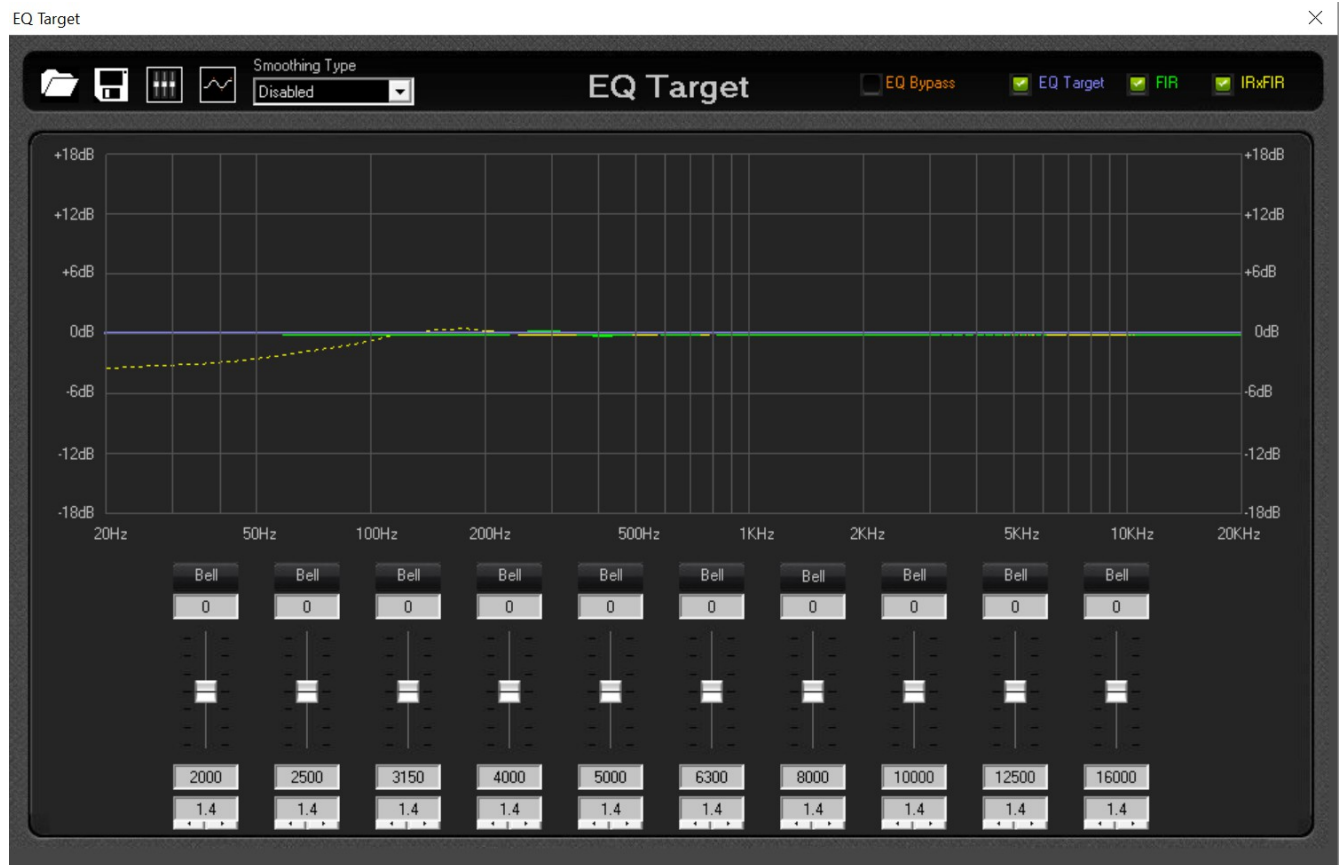 EQ Target
Smoothing Type
Disabled
EQ Target
EQ Bypass
EQ Target
FIR
IRxFIR
+18dB +18dB
+12dB +12dB
+6dB +6dB
0dB 0dB
-6dB -6dB
-12dB -12dB
-18dB -18dB
20Hz 50Hz 100Hz 200Hz 500Hz 1KHz 2KHz 5KHz 10KHz 20KHz
Bell Bell Bell Bell Bell Bell Bell Bell Bell Bell
0 0 0 0 0 0 0 0 0 0
2000 2500 3150 4000 5000 6300 8000 10000 12500 16000
1.4 1.4 1.4 1.4 1.4 1.4 1.4 1.4 1.4 1.4